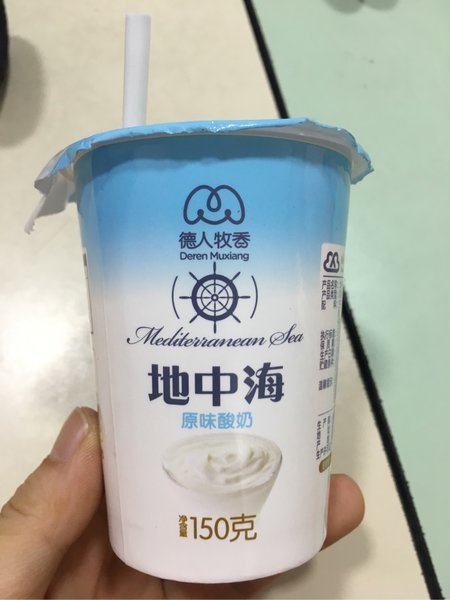 德人牧香
Deren Muxiang
Mediterranean Sea
地中海
原味酸奶
净含量 150克